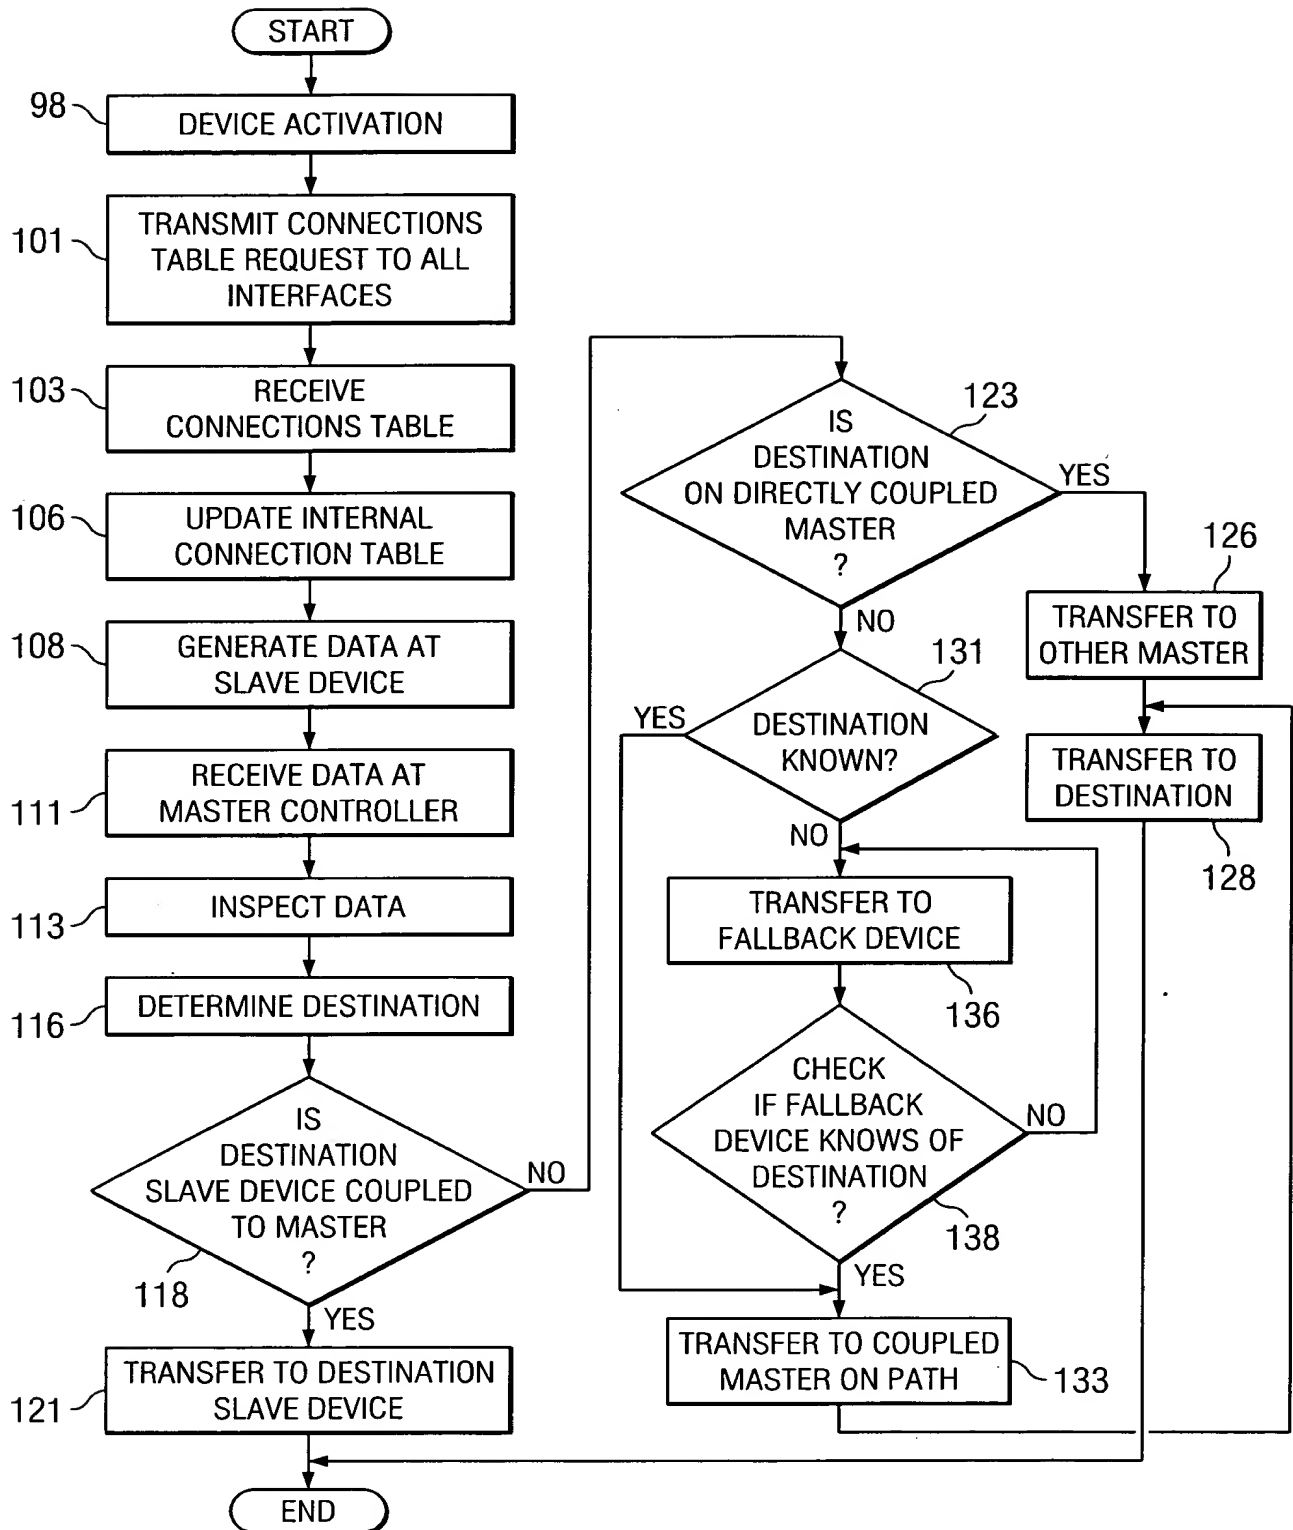 START
98
DEVICE ACTIVATION
101
TRANSMIT CONNECTIONS
TABLE REQUEST TO ALL
INTERFACES
103
RECEIVE
CONNECTIONS TABLE
106
UPDATE INTERNAL
CONNECTION TABLE
108
GENERATE DATA AT
SLAVE DEVICE
111
RECEIVE DATA AT
MASTER CONTROLLER
113
INSPECT DATA
116
DETERMINE DESTINATION
IS
DESTINATION
SLAVE DEVICE COUPLED
TO MASTER
?
118
NO
YES
121
TRANSFER TO DESTINATION
SLAVE DEVICE
END
123
IS
DESTINATION
ON DIRECTLY COUPLED
MASTER
?
YES
NO
126
TRANSFER TO
OTHER MASTER
TRANSFER TO
DESTINATION
128
131
DESTINATION
KNOWN?
YES
NO
TRANSFER TO
FALLBACK DEVICE
136
CHECK
IF FALLBACK
DEVICE KNOWS OF
DESTINATION
?
138
NO
YES
TRANSFER TO COUPLED
MASTER ON PATH
133